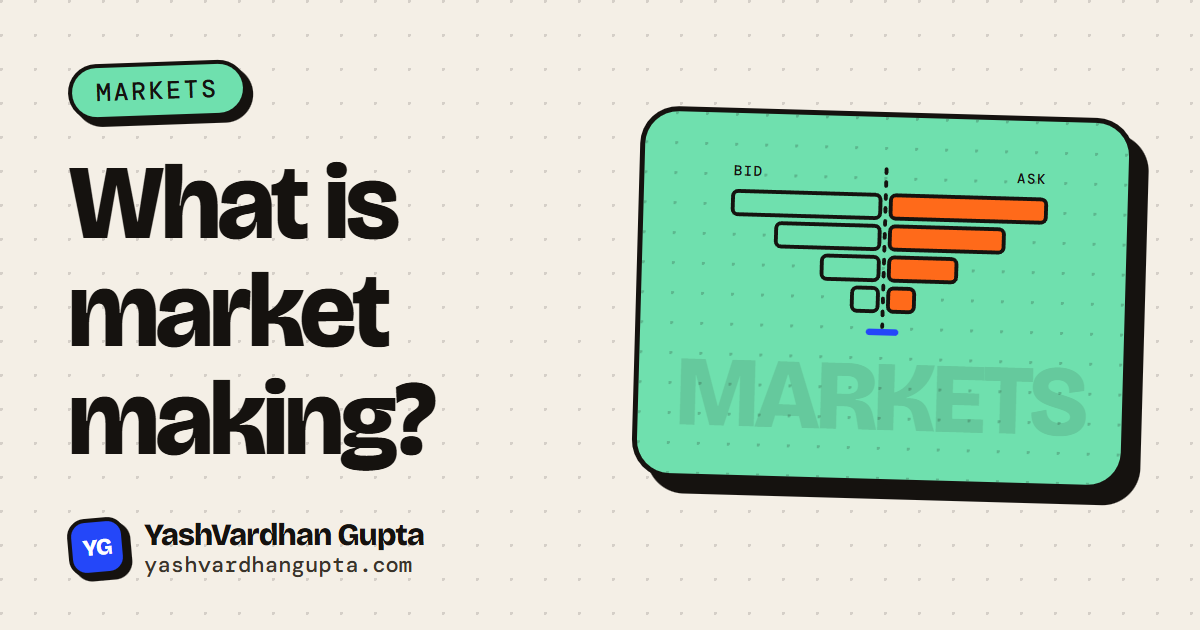 MARKETS
What is
market
making?
YG
YashVardhan Gupta
yashvardhangupta.com
BID
ASK
MARKETS